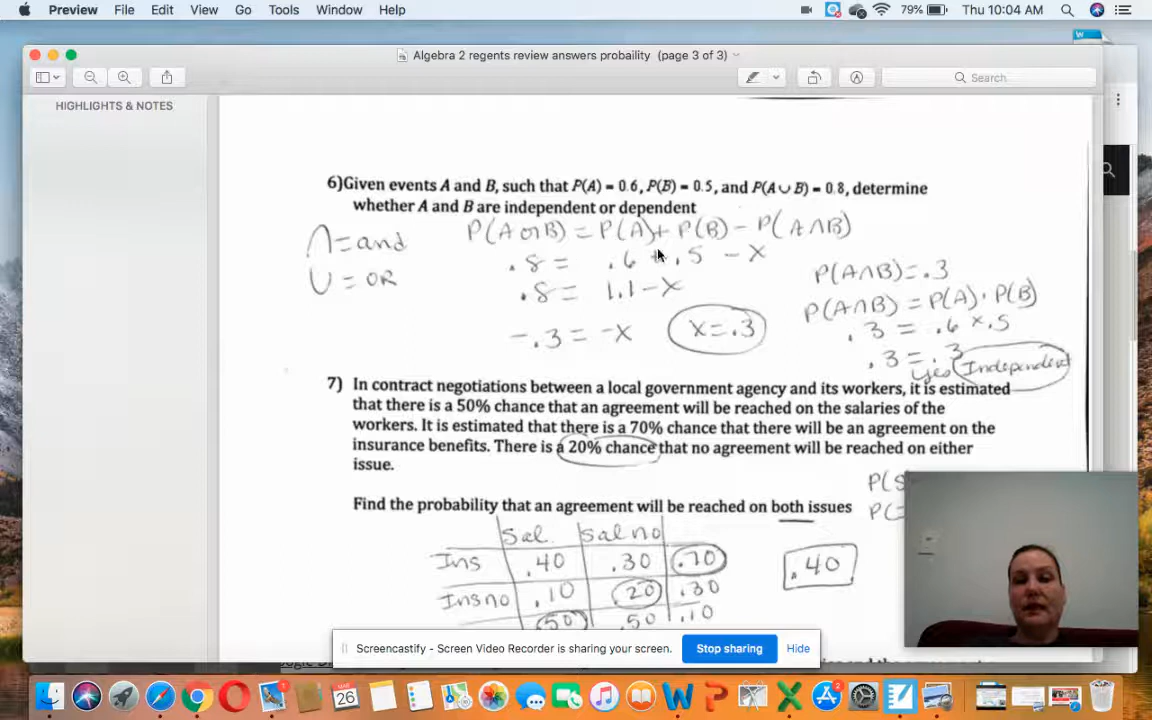 Preview File Edit View Go Tools Window Help 79% Thu 10:04 AM
Algebra 2 regents review answers probaility (page 3 of 3)
Search
HIGHLIGHTS & NOTES
6)Given events A and B, such that P(A) = 0.6, P(B) = 0.5, and P(A ∪ B) = 0.8, determine
whether A and B are independent or dependent
P(A or B) = P(A) + P(B) - P(A∩B)
∩ = and
.8 = .6 + .5 - X
U = OR
.8 = 1.1 - X
-.3 = -X
X = .3
P(A∩B) = .3
P(A∩B) = P(A) · P(B)
.3 = .6 x .5
.3 = .3
yes Independent
7) In contract negotiations between a local government agency and its workers, it is estimated
that there is a 50% chance that an agreement will be reached on the salaries of the
workers. It is estimated that there is a 70% chance that there will be an agreement on the
insurance benefits. There is a 20% chance that no agreement will be reached on either
issue.
P(S
Find the probability that an agreement will be reached on both issues
Sal. Sal no
Ins .40 .30 .70
.40
Ins no .10 .20 .30
.50 .50 .10
Screencastify - Screen Video Recorder is sharing your screen. Stop sharing Hide
MAR
26